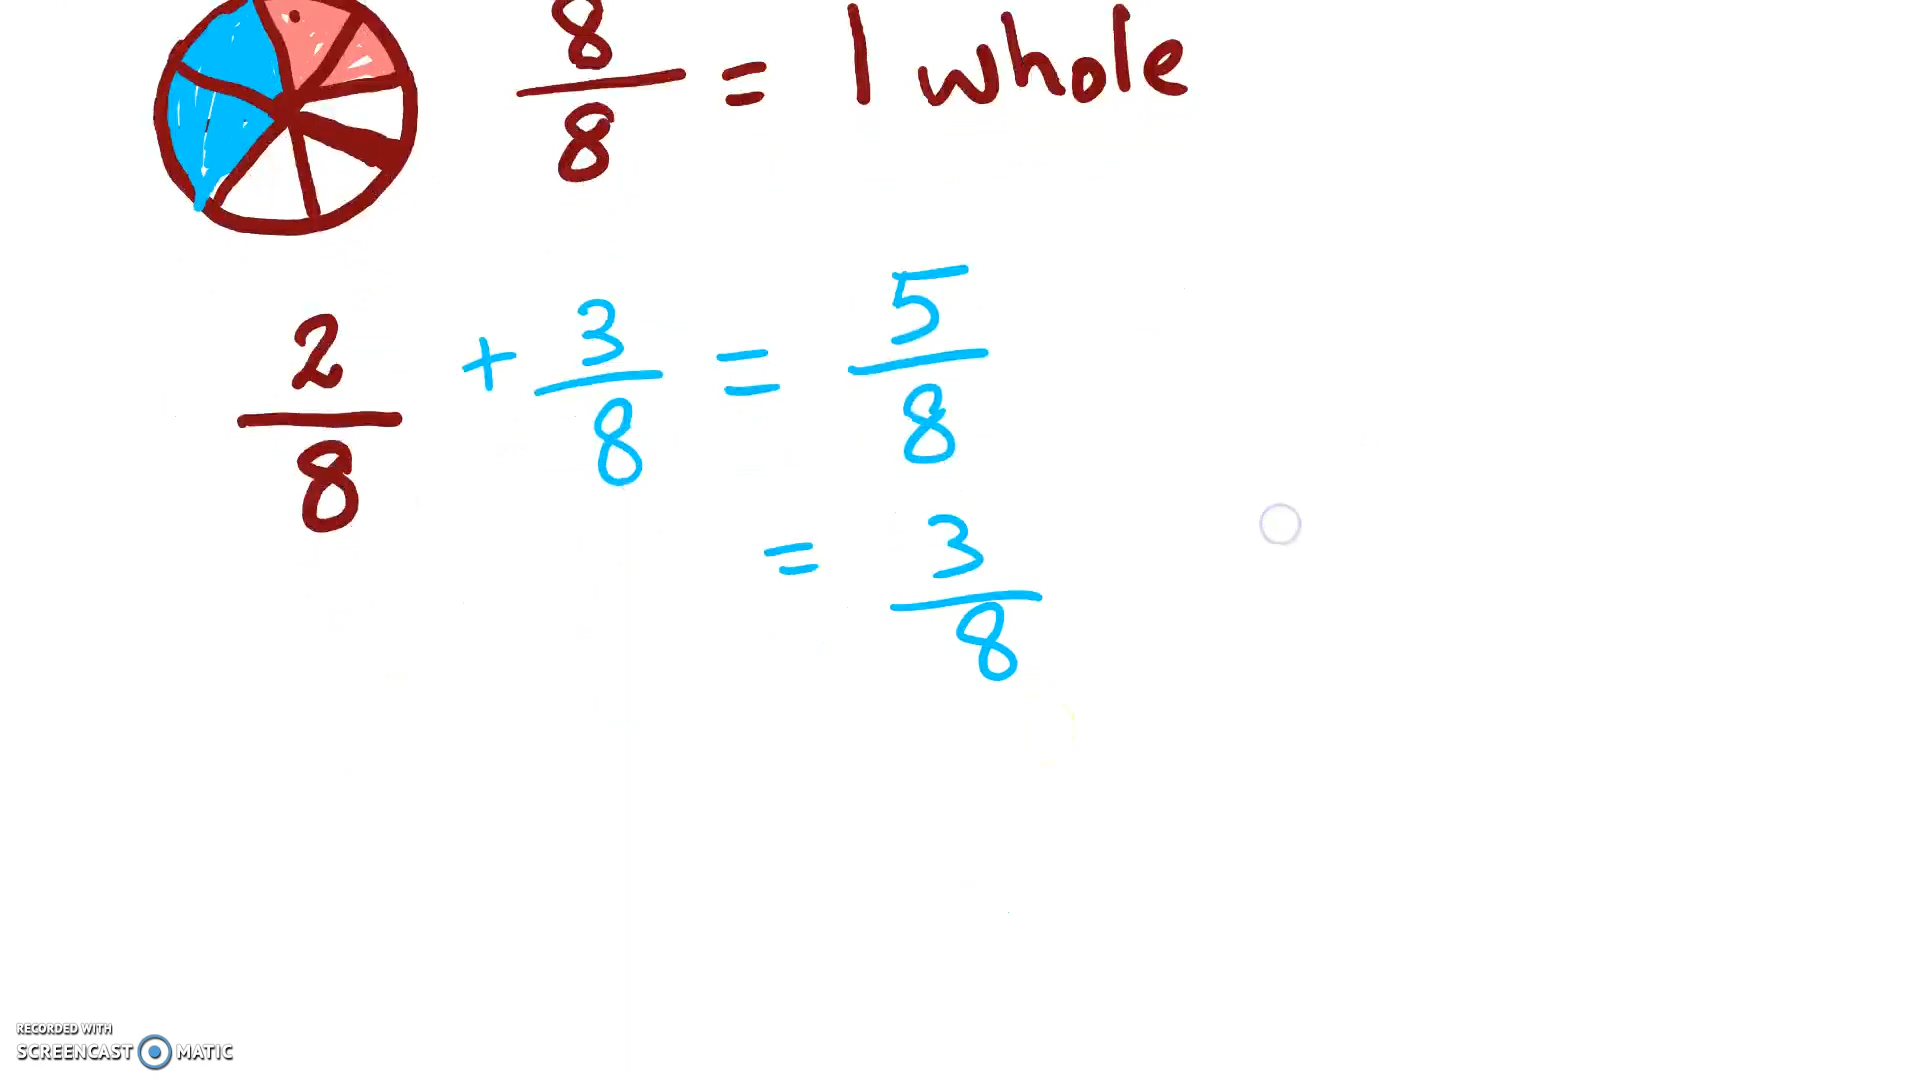 8/8 = 1 whole
2/8 + 3/8 = 5/8
= 3/8
RECORDED WITH
SCREENCAST MATIC